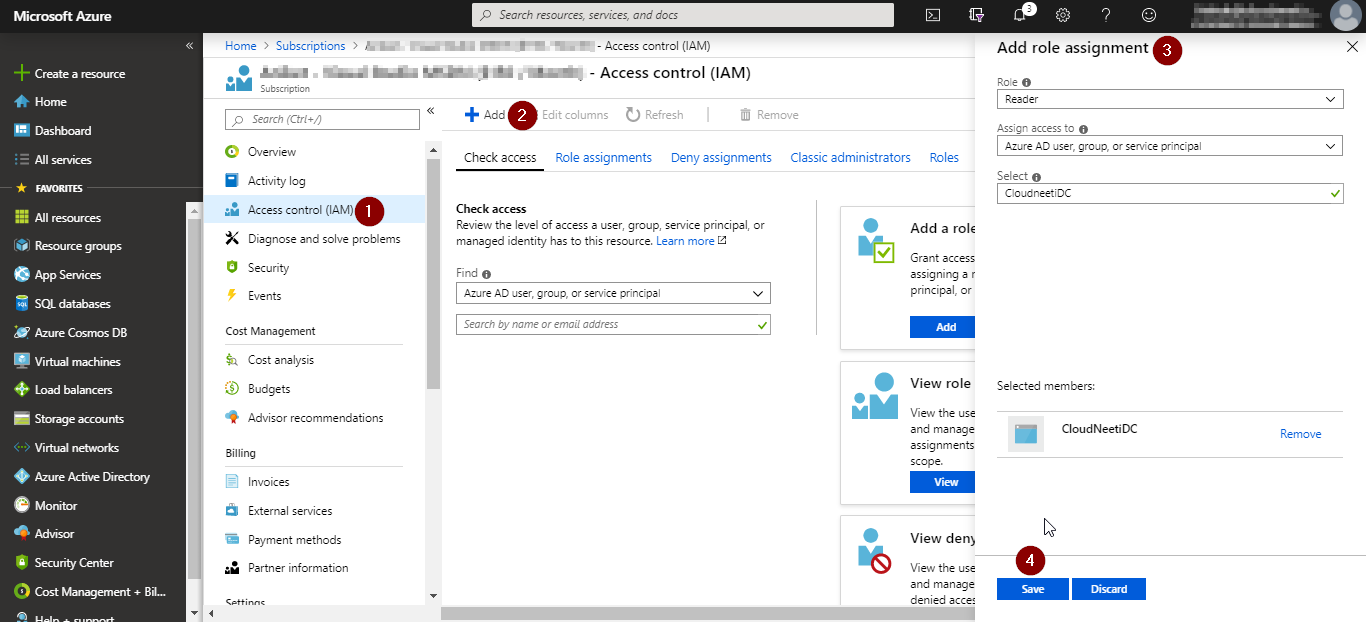 Microsoft Azure
Search resources, services, and docs
3
Create a resource
Home
Dashboard
All services
FAVORITES
All resources
Resource groups
App Services
SQL databases
Azure Cosmos DB
Virtual machines
Load balancers
Storage accounts
Virtual networks
Azure Active Directory
Monitor
Advisor
Security Center
Cost Management + Bil...
Help + support
Home > Subscriptions > - Access control (IAM)
- Access control (IAM)
Subscription
Search (Ctrl+/)
Overview
Activity log
Access control (IAM) 1
Diagnose and solve problems
Security
Events
Cost Management
Cost analysis
Budgets
Advisor recommendations
Billing
Invoices
External services
Payment methods
Partner information
Settings
Add 2 Edit columns Refresh Remove
Check access Role assignments Deny assignments Classic administrators Roles
Check access
Review the level of access a user, group, service principal, or
managed identity has to this resource. Learn more
Find
Azure AD user, group, or service principal
Search by name or email address
Add a role
Grant access
assigning a r
principal, or
Add
View role
View the use
and manage
assignments
scope.
View
View deny
View the use
and manage
denied acces
Add role assignment 3
Role
Reader
Assign access to
Azure AD user, group, or service principal
Select
CloudneetiDC
Selected members:
CloudNeetiDC
Remove
4
Save Discard